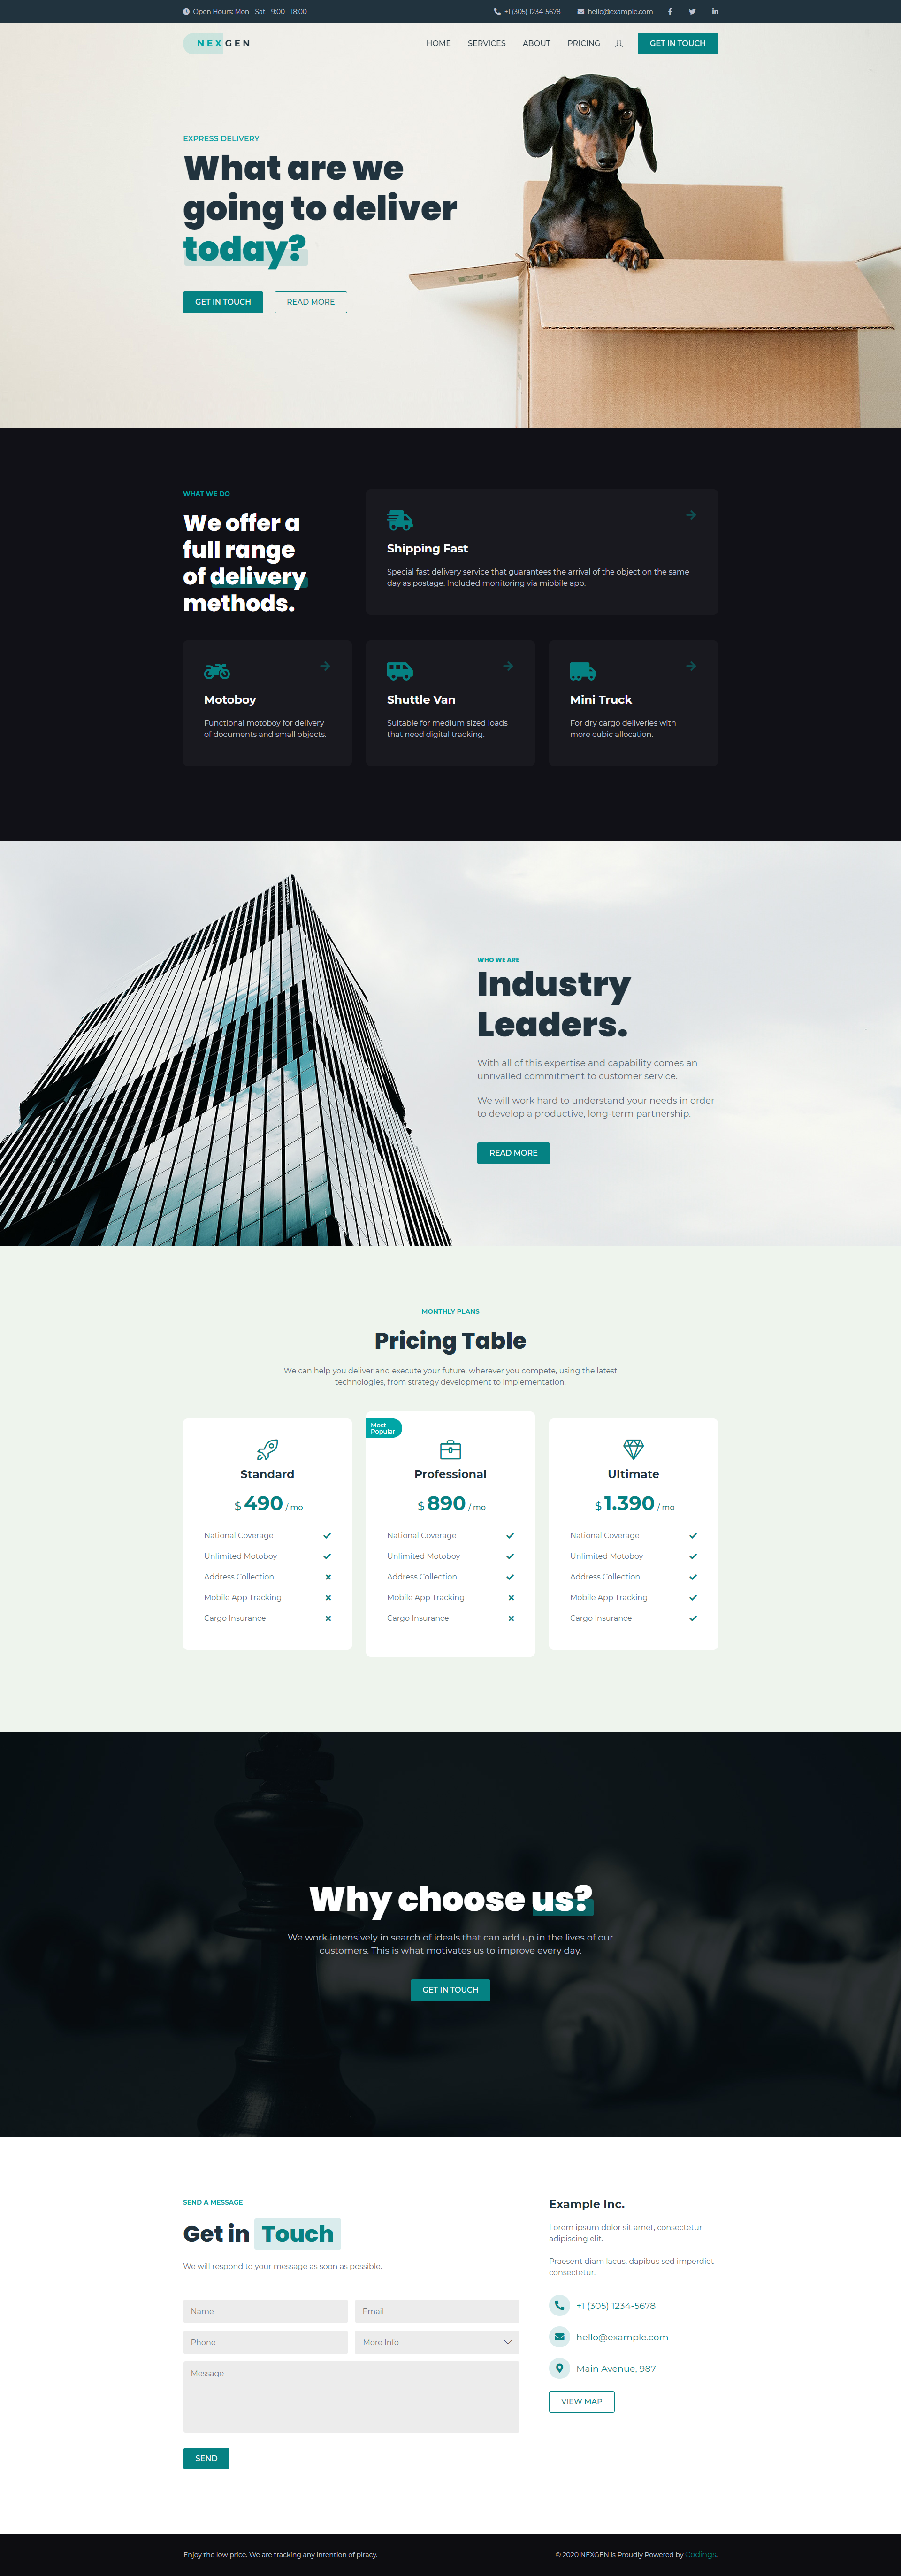 Open Hours: Mon - Sat - 9:00 - 18:00
+1 (305) 1234-5678
hello@example.com
NEXGEN
HOME
SERVICES
ABOUT
PRICING
GET IN TOUCH
EXPRESS DELIVERY
What are we
going to deliver
today?
GET IN TOUCH
READ MORE
WHAT WE DO
We offer a
full range
of delivery
methods.
Shipping Fast
Special fast delivery service that guarantees the arrival of the object on the same
day as postage. Included monitoring via miobile app.
Motoboy
Functional motoboy for delivery
of documents and small objects.
Shuttle Van
Suitable for medium sized loads
that need digital tracking.
Mini Truck
For dry cargo deliveries with
more cubic allocation.
WHO WE ARE
Industry
Leaders.
With all of this expertise and capability comes an
unrivalled commitment to customer service.
We will work hard to understand your needs in order
to develop a productive, long-term partnership.
READ MORE
MONTHLY PLANS
Pricing Table
We can help you deliver and execute your future, wherever you compete, using the latest
technologies, from strategy development to implementation.
Standard
$ 490 / mo
National Coverage
Unlimited Motoboy
Address Collection
Mobile App Tracking
Cargo Insurance
Most
Popular
Professional
$ 890 / mo
National Coverage
Unlimited Motoboy
Address Collection
Mobile App Tracking
Cargo Insurance
Ultimate
$ 1.390 / mo
National Coverage
Unlimited Motoboy
Address Collection
Mobile App Tracking
Cargo Insurance
Why choose us?
We work intensively in search of ideals that can add up in the lives of our
customers. This is what motivates us to improve every day.
GET IN TOUCH
SEND A MESSAGE
Get in Touch
We will respond to your message as soon as possible.
Name
Email
Phone
More Info
Message
SEND
Example Inc.
Lorem ipsum dolor sit amet, consectetur
adipiscing elit.
Praesent diam lacus, dapibus sed imperdiet
consectetur.
+1 (305) 1234-5678
hello@example.com
Main Avenue, 987
VIEW MAP
Enjoy the low price. We are tracking any intention of piracy.
© 2020 NEXGEN is Proudly Powered by Codings.